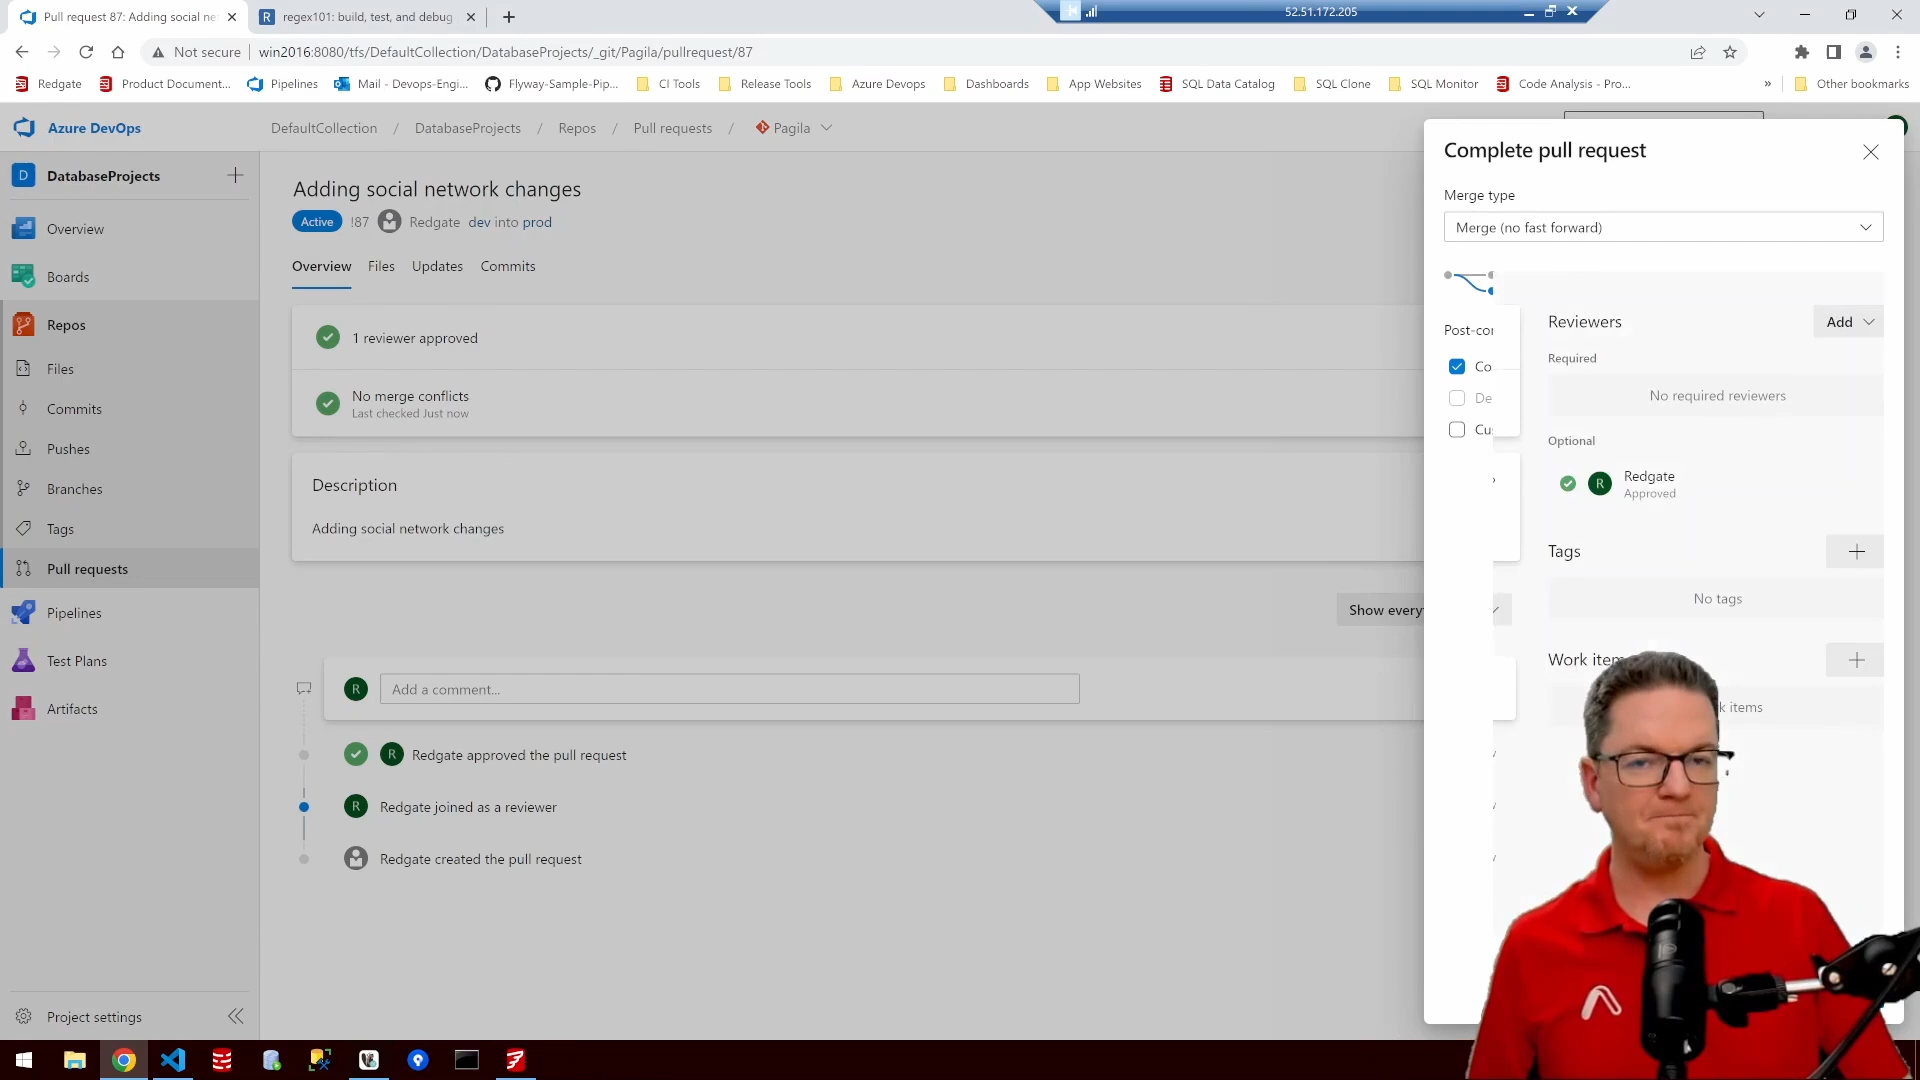 Pull request 87: Adding social net
regex101: build, test, and debug
52.51.172.205
Not secure
win2016:8080/tfs/DefaultCollection/DatabaseProjects/_git/Pagila/pullrequest/87
Redgate
Product Document...
Pipelines
Mail - Devops-Engi...
Flyway-Sample-Pip...
CI Tools
Release Tools
Azure Devops
Dashboards
App Websites
SQL Data Catalog
SQL Clone
SQL Monitor
Code Analysis - Pro...
»
Other bookmarks
Azure DevOps
DefaultCollection / DatabaseProjects / Repos / Pull requests / Pagila
D DatabaseProjects
Overview
Boards
Repos
Files
Commits
Pushes
Branches
Tags
Pull requests
Pipelines
Test Plans
Artifacts
Project settings
Adding social network changes
Active !87 Redgate dev into prod
Overview Files Updates Commits
1 reviewer approved
No merge conflicts
Last checked Just now
Description
Adding social network changes
Show every
R Add a comment...
R Redgate approved the pull request
R Redgate joined as a reviewer
Redgate created the pull request
Complete pull request
Merge type
Merge (no fast forward)
Post-co
Co
De
Cu
Reviewers
Add
Required
No required reviewers
Optional
R Redgate
Approved
Tags
No tags
Work item
k items